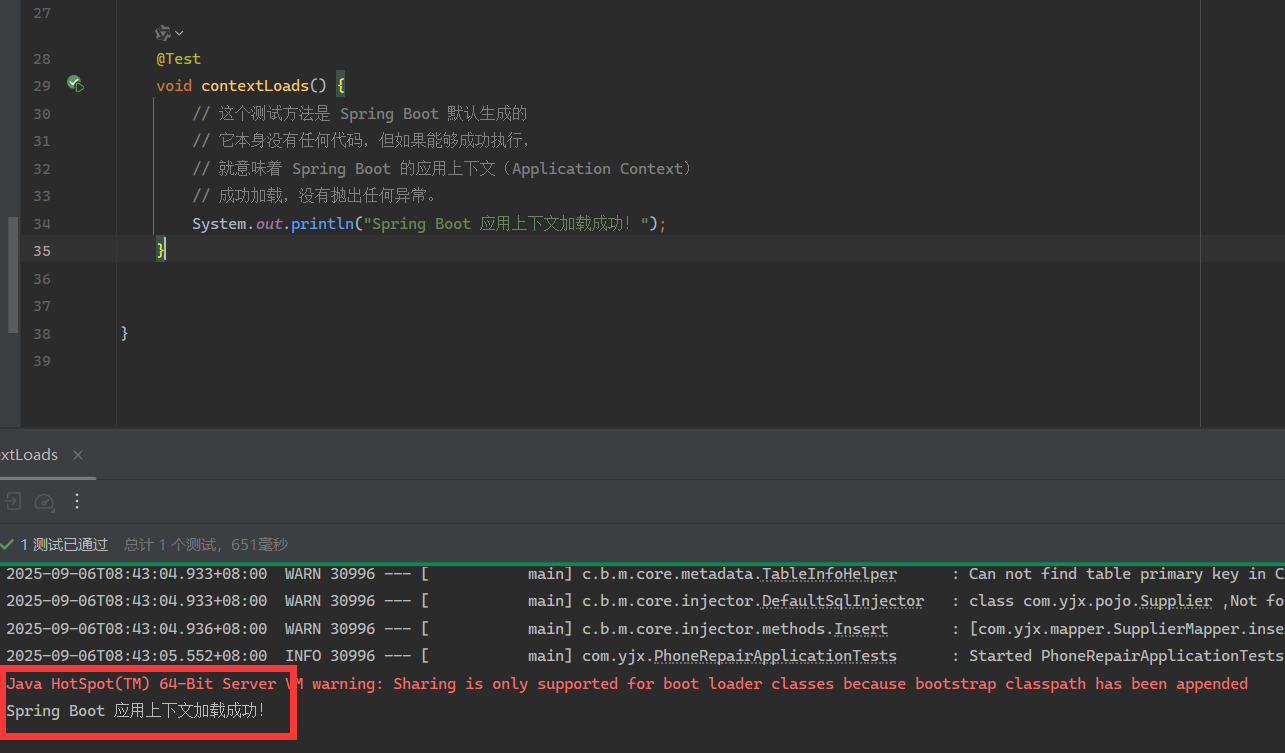 27
28 @Test
29 void contextLoads() {
30 // 这个测试方法是 Spring Boot 默认生成的
31 // 它本身没有任何代码，但如果能够成功执行，
32 // 就意味着 Spring Boot 的应用上下文（Application Context）
33 // 成功加载，没有抛出任何异常。
34 System.out.println("Spring Boot 应用上下文加载成功！");
35 }
36
37
38 }
39
xtLoads ×
1 测试已通过 总计 1 个测试，651毫秒
2025-09-06T08:43:04.933+08:00  WARN 30996 --- [           main] c.b.m.core.metadata.TableInfoHelper      : Can not find table primary key in C
2025-09-06T08:43:04.933+08:00  WARN 30996 --- [           main] c.b.m.core.injector.DefaultSqlInjector   : class com.yjx.pojo.Supplier ,Not fo
2025-09-06T08:43:04.936+08:00  WARN 30996 --- [           main] c.b.m.core.injector.methods.Insert       : [com.yjx.mapper.SupplierMapper.inse
2025-09-06T08:43:05.552+08:00  INFO 30996 --- [           main] com.yjx.PhoneRepairApplicationTests      : Started PhoneRepairApplicationTests
Java HotSpot(TM) 64-Bit Server VM warning: Sharing is only supported for boot loader classes because bootstrap classpath has been appended
Spring Boot 应用上下文加载成功！